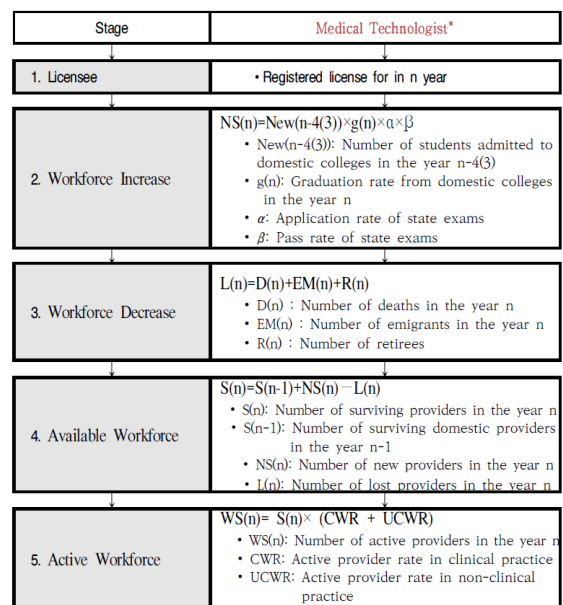 Stage
Medical Technologist*
1. Licensee
• Registered license for in n year
2. Workforce Increase
NS(n)=New(n-4(3))×g(n)×α×β
• New(n-4(3)): Number of students admitted to
domestic colleges in the year n-4(3)
• g(n): Graduation rate from domestic colleges
in the year n
• α: Application rate of state exams
• β: Pass rate of state exams
3. Workforce Decrease
L(n)=D(n)+EM(n)+R(n)
• D(n) : Number of deaths in the year n
• EM(n) : Number of emigrants in the year n
• R(n) : Number of retirees
4. Available Workforce
S(n)=S(n-1)+NS(n)－L(n)
• S(n): Number of surviving providers in the year n
• S(n-1): Number of surviving domestic providers
in the year n-1
• NS(n): Number of new providers in the year n
• L(n): Number of lost providers in the year n
5. Active Workforce
WS(n)= S(n)× (CWR + UCWR)
• WS(n): Number of active providers in the year n
• CWR: Active provider rate in clinical practice
• UCWR: Active provider rate in non-clinical
practice